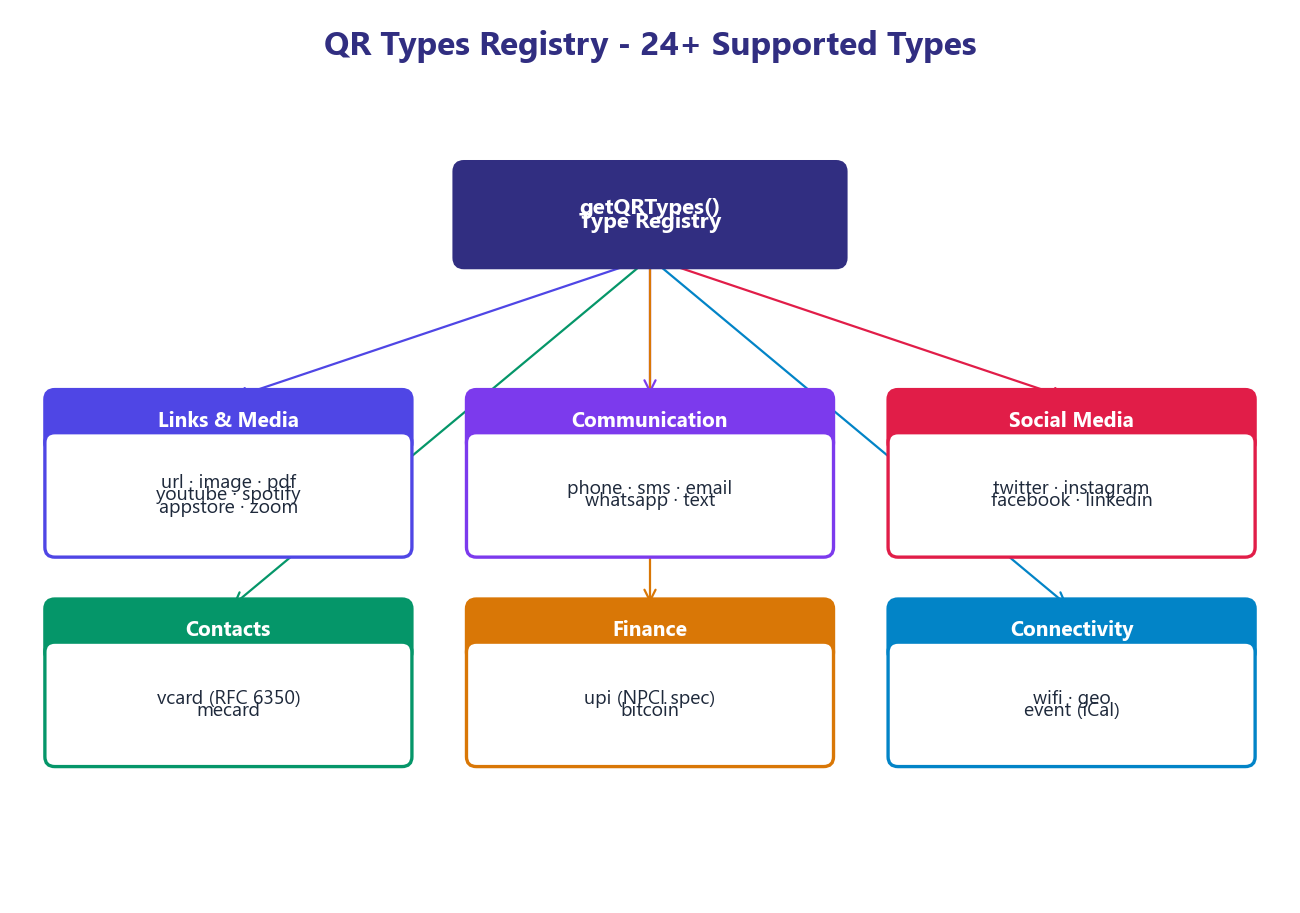 QR Types Registry - 24+ Supported Types
getQRTypes()
Type Registry
Links & Media
url · image · pdf
youtube · spotify
appstore · zoom
Communication
phone · sms · email
whatsapp · text
Social Media
twitter · instagram
facebook · linkedin
Contacts
vcard (RFC 6350)
mecard
Finance
upi (NPCI spec)
bitcoin
Connectivity
wifi · geo
event (iCal)